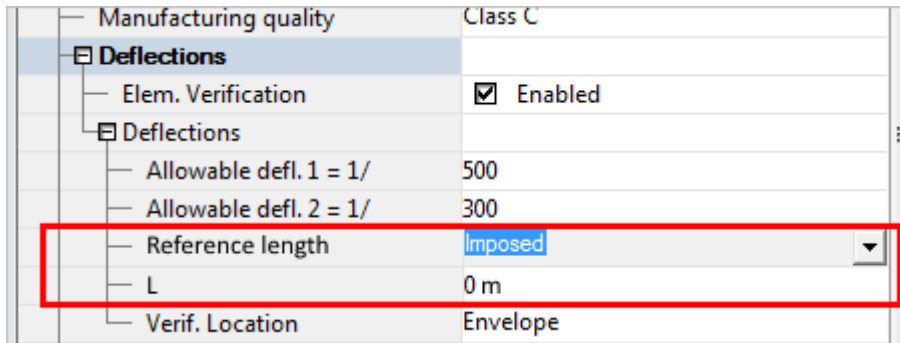 Manufacturing quality Class C
Deflections
Elem. Verification Enabled
Deflections
Allowable defl. 1 = 1/ 500
Allowable defl. 2 = 1/ 300
Reference length Imposed
L 0 m
Verif. Location Envelope